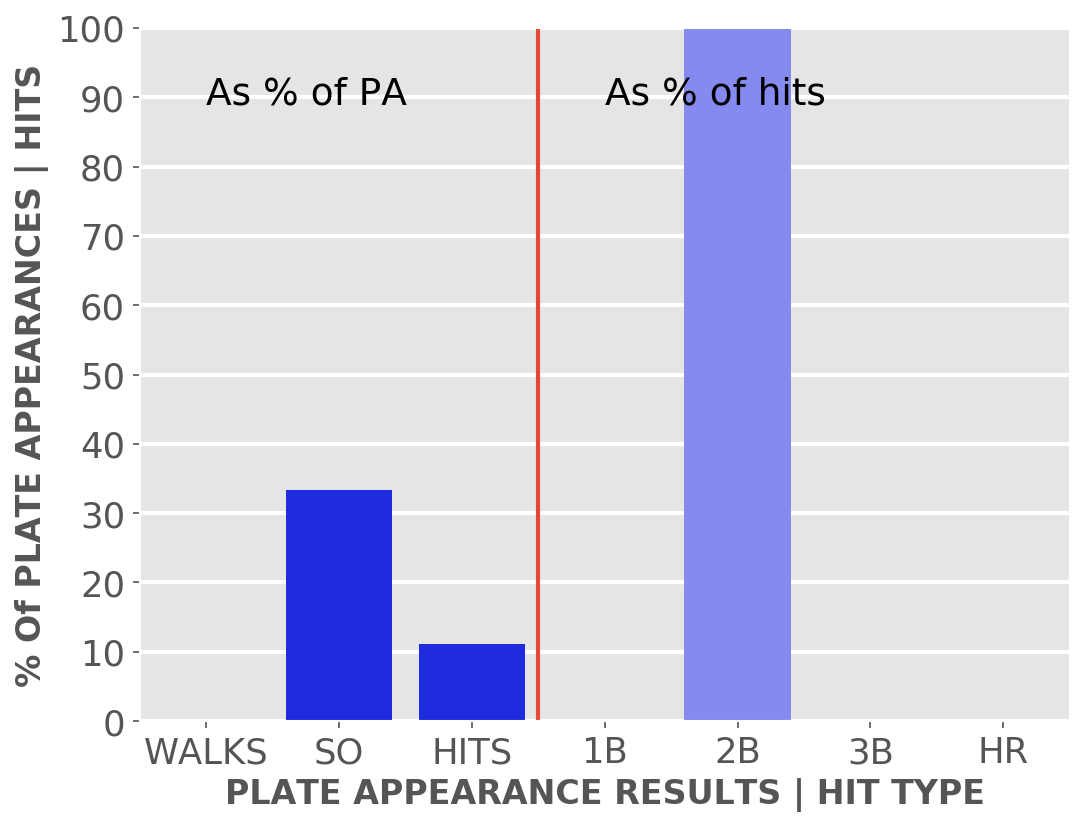 % Of PLATE APPEARANCES | HITS
100
90
80
70
60
50
40
30
20
10
0
As % of PA
As % of hits
WALKS SO HITS 1B 2B 3B HR
PLATE APPEARANCE RESULTS | HIT TYPE